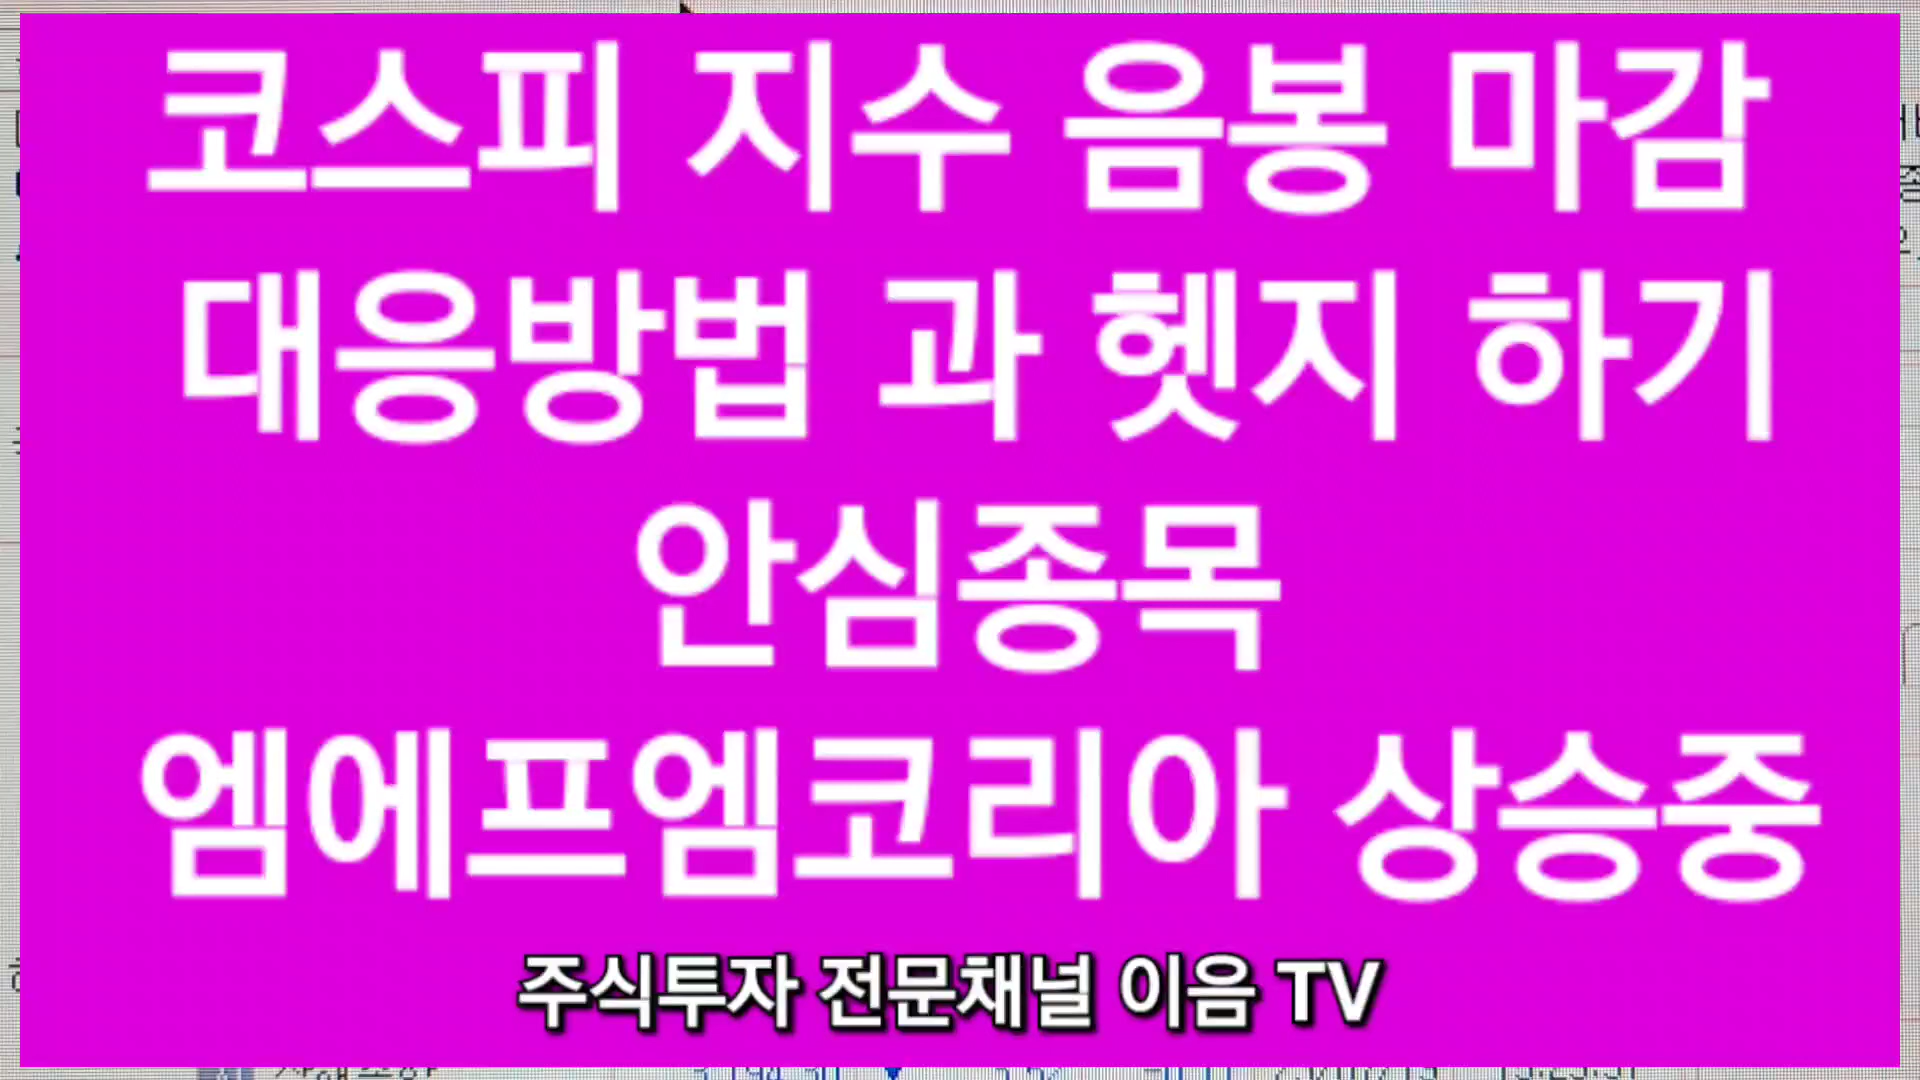 코스피 지수 음봉 마감
대응방법 과 헷지 하기
안심종목
엠에프엠코리아 상승중
주식투자 전문채널 이음 TV